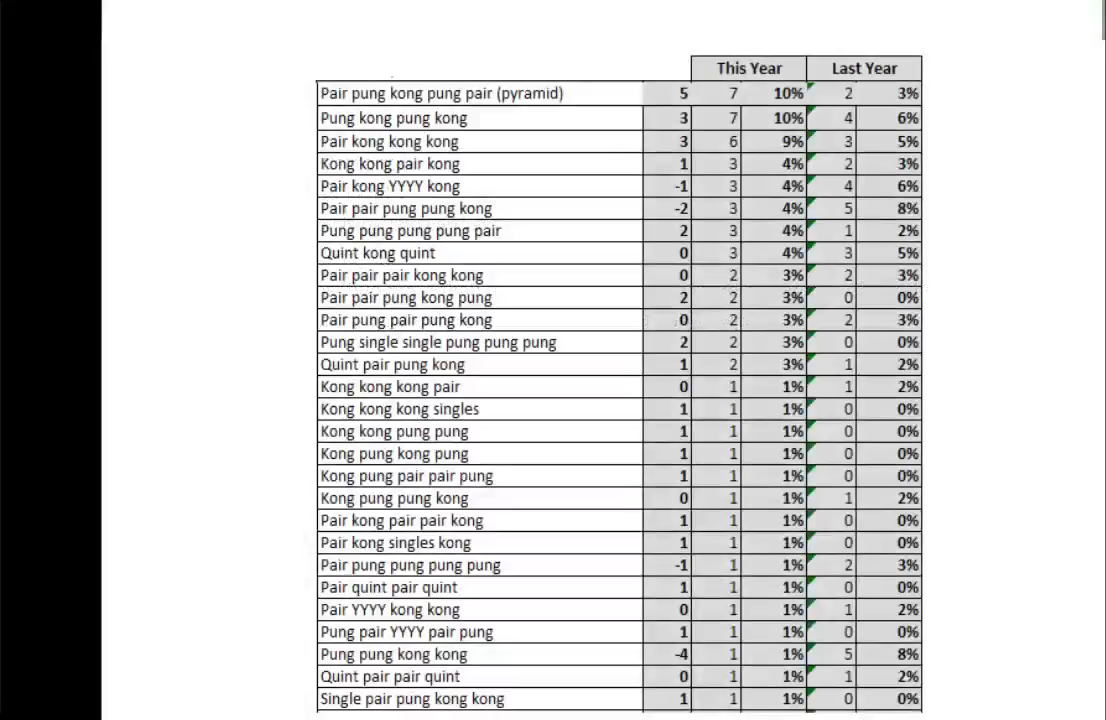 This Year Last Year
Pair pung kong pung pair (pyramid) 5 7 10% 2 3%
Pung kong pung kong 3 7 10% 4 6%
Pair kong kong kong 3 6 9% 3 5%
Kong kong pair kong 1 3 4% 2 3%
Pair kong YYYY kong -1 3 4% 4 6%
Pair pair pung pung kong -2 3 4% 5 8%
Pung pung pung pung pair 2 3 4% 1 2%
Quint kong quint 0 3 4% 3 5%
Pair pair pair kong kong 0 2 3% 2 3%
Pair pair pung kong pung 2 2 3% 0 0%
Pair pung pair pung kong 0 2 3% 2 3%
Pung single single pung pung pung 2 2 3% 0 0%
Quint pair pung kong 1 2 3% 1 2%
Kong kong kong pair 0 1 1% 1 2%
Kong kong kong singles 1 1 1% 0 0%
Kong kong pung pung 1 1 1% 0 0%
Kong pung kong pung 1 1 1% 0 0%
Kong pung pair pair pung 1 1 1% 0 0%
Kong pung pung kong 0 1 1% 1 2%
Pair kong pair pair kong 1 1 1% 0 0%
Pair kong singles kong 1 1 1% 0 0%
Pair pung pung pung pung -1 1 1% 2 3%
Pair quint pair quint 1 1 1% 0 0%
Pair YYYY kong kong 0 1 1% 1 2%
Pung pair YYYY pair pung 1 1 1% 0 0%
Pung pung kong kong -4 1 1% 5 8%
Quint pair pair quint 0 1 1% 1 2%
Single pair pung kong kong 1 1 1% 0 0%